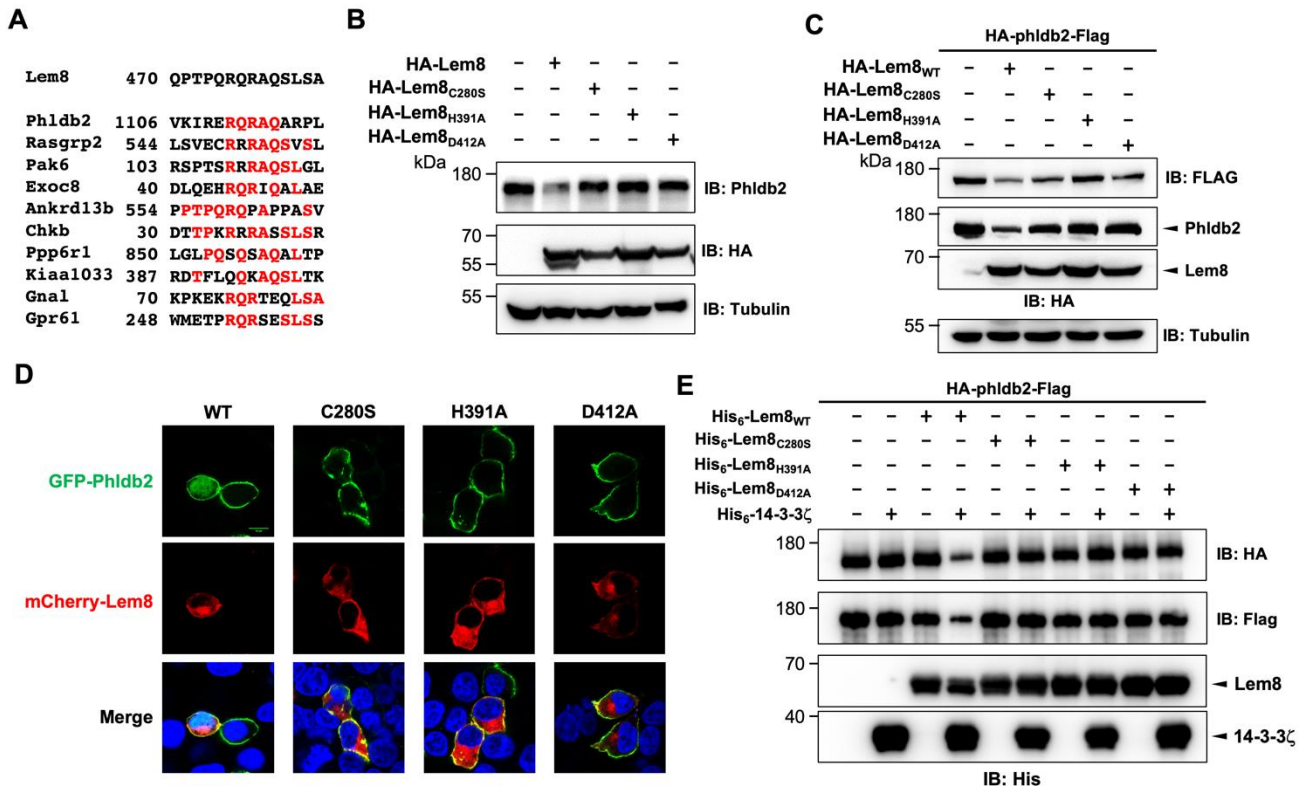 A
Lem8 470 QPTPQRQRAQSLSA
Phldb2 1106 VKIRERQRAQARPL
Rasgrp2 544 LSVECRRRAQSVSL
Pak6 103 RSPTSRRRAQSLGL
Exoc8 40 DLQEHRQRIQALAE
Ankrd13b 554 PPTPQRQPAPPASV
Chkb 30 DTTPKRRRASSLSR
Ppp6r1 850 LGLPQSQSAQALTP
Kiaa1033 387 RDTFLQQKAQSLTK
Gnal 70 KPKEKRQRTEQLSA
Gpr61 248 WMETPRQRSESLSS
B
HA-Lem8 – + – – –
HA-Lem8C280S – – + – –
HA-Lem8H391A – – – + –
HA-Lem8D412A – – – – +
kDa
180
IB: Phldb2
70
55
IB: HA
55
IB: Tubulin
C
HA-phldb2-Flag
HA-Lem8WT – + – – –
HA-Lem8C280S – – + – –
HA-Lem8H391A – – – + –
HA-Lem8D412A – – – – +
kDa
180
IB: FLAG
180
Phldb2
70
Lem8
IB: HA
55
IB: Tubulin
D
WT C280S H391A D412A
GFP-Phldb2
mCherry-Lem8
Merge
E
HA-phldb2-Flag
His6-Lem8WT – – + + – – – – – –
His6-Lem8C280S – – – – + + – – – –
His6-Lem8H391A – – – – – – + + – –
His6-Lem8D412A – – – – – – – – + +
His6-14-3-3ζ – + – + – + – + – +
180
IB: HA
180
IB: Flag
70
Lem8
40
14-3-3ζ
IB: His